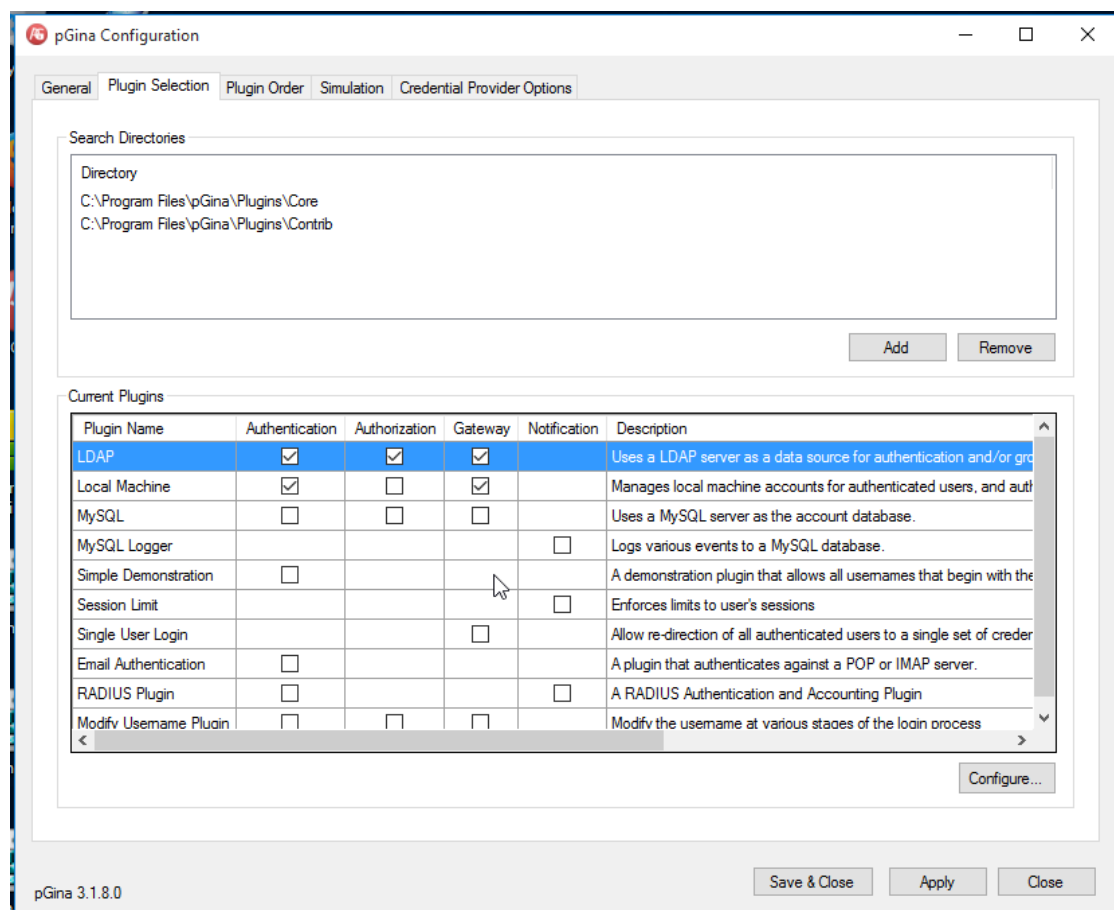 pGina Configuration
General Plugin Selection Plugin Order Simulation Credential Provider Options
Search Directories
Directory
C:\Program Files\pGina\Plugins\Core
C:\Program Files\pGina\Plugins\Contrib
Add Remove
Current Plugins
Plugin Name Authentication Authorization Gateway Notification Description
LDAP Uses a LDAP server as a data source for authentication and/or gro
Local Machine Manages local machine accounts for authenticated users, and auth
MySQL Uses a MySQL server as the account database.
MySQL Logger Logs various events to a MySQL database.
Simple Demonstration A demonstration plugin that allows all usernames that begin with the
Session Limit Enforces limits to user's sessions
Single User Login Allow re-direction of all authenticated users to a single set of creder
Email Authentication A plugin that authenticates against a POP or IMAP server.
RADIUS Plugin A RADIUS Authentication and Accounting Plugin
Modify Username Plugin Modify the username at various stages of the login process
Configure...
pGina 3.1.8.0 Save & Close Apply Close